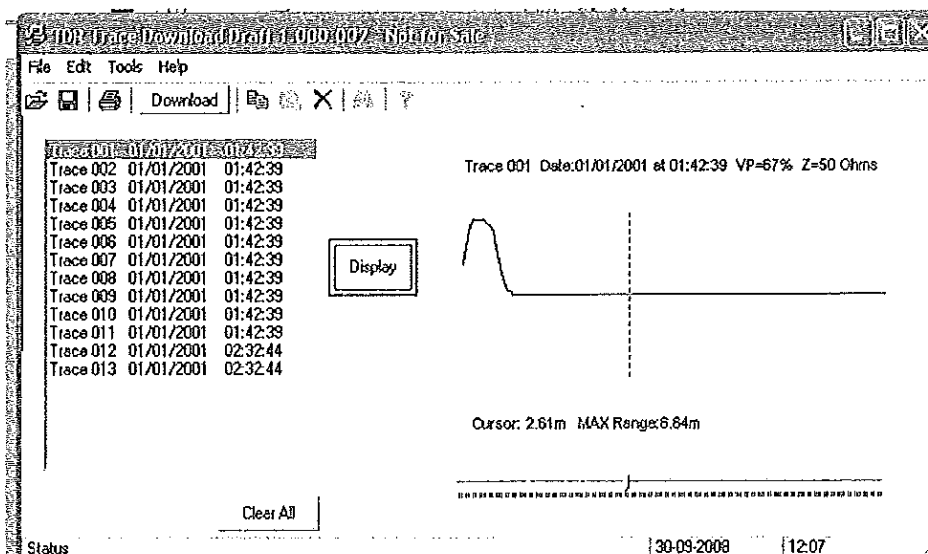 TDR Trace Download Draft 1.000.002 - Not for Sale
File Edit Tools Help
Download
Trace 001 01/01/2001 01:42:39
Trace 002 01/01/2001 01:42:39
Trace 003 01/01/2001 01:42:39
Trace 004 01/01/2001 01:42:39
Trace 005 01/01/2001 01:42:39
Trace 006 01/01/2001 01:42:39
Trace 007 01/01/2001 01:42:39
Trace 008 01/01/2001 01:42:39
Trace 009 01/01/2001 01:42:39
Trace 010 01/01/2001 01:42:39
Trace 011 01/01/2001 01:42:39
Trace 012 01/01/2001 02:32:44
Trace 013 01/01/2001 02:32:44
Display
Trace 001 Date:01/01/2001 at 01:42:39 VP=67% Z=50 Ohms
Cursor: 2.61m MAX Range:6.64m
Clear All
Status
30-09-2008
12:07